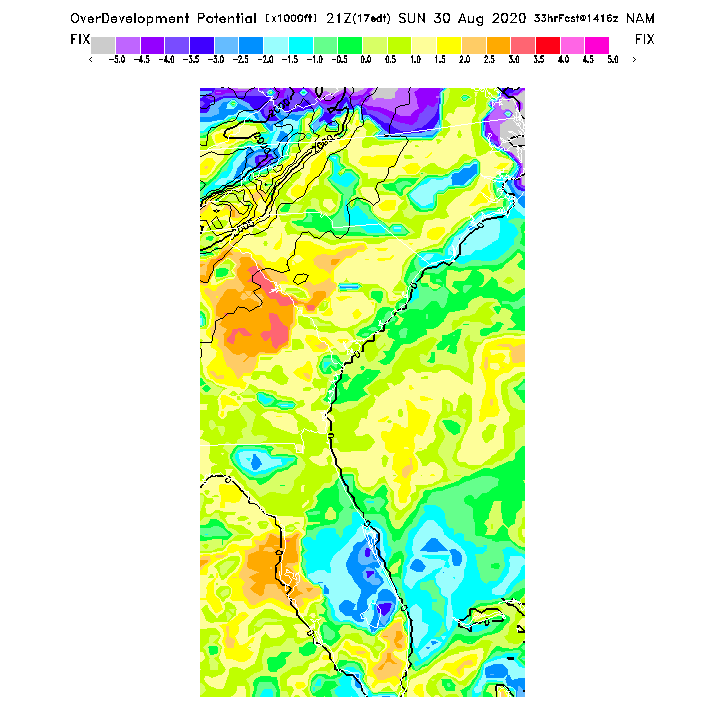 OverDevelopment Potential [x1000ft] 21Z(17edt) SUN 30 Aug 2020 33hrFcst@1416z NAM
FIX FIX
< -5.0 -4.5 -4.0 -3.5 -3.0 -2.5 -2.0 -1.5 -1.0 -0.5 0.0 0.5 1.0 1.5 2.0 2.5 3.0 3.5 4.0 4.5 5.0 >